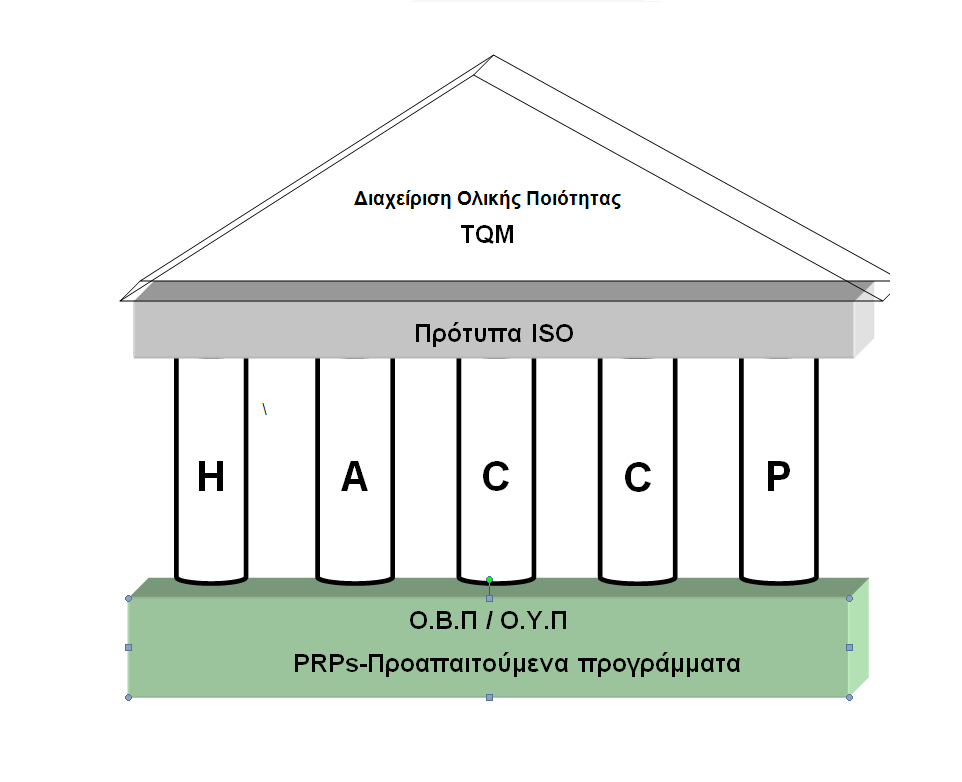 Διαχείριση Ολικής Ποιότητας
TQM
Πρότυπα ISO
\
H A C C P
Ο.Β.Π / Ο.Υ.Π
PRPs-Προαπαιτούμενα προγράμματα